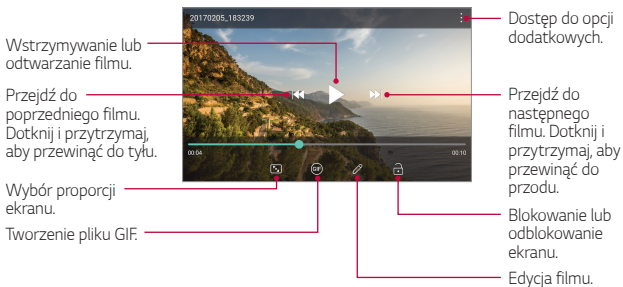 20170205_183239
Wstrzymywanie lub
odtwarzanie filmu.
Przejdź do
poprzedniego filmu.
Dotknij i przytrzymaj,
aby przewinąć do tyłu.
Wybór proporcji
ekranu.
Tworzenie pliku GIF.
00:04
00:10
GIF
Dostęp do opcji
dodatkowych.
Przejdź do
następnego
filmu. Dotknij i
przytrzymaj, aby
przewinąć do
przodu.
Blokowanie lub
odblokowanie
ekranu.
Edycja filmu.